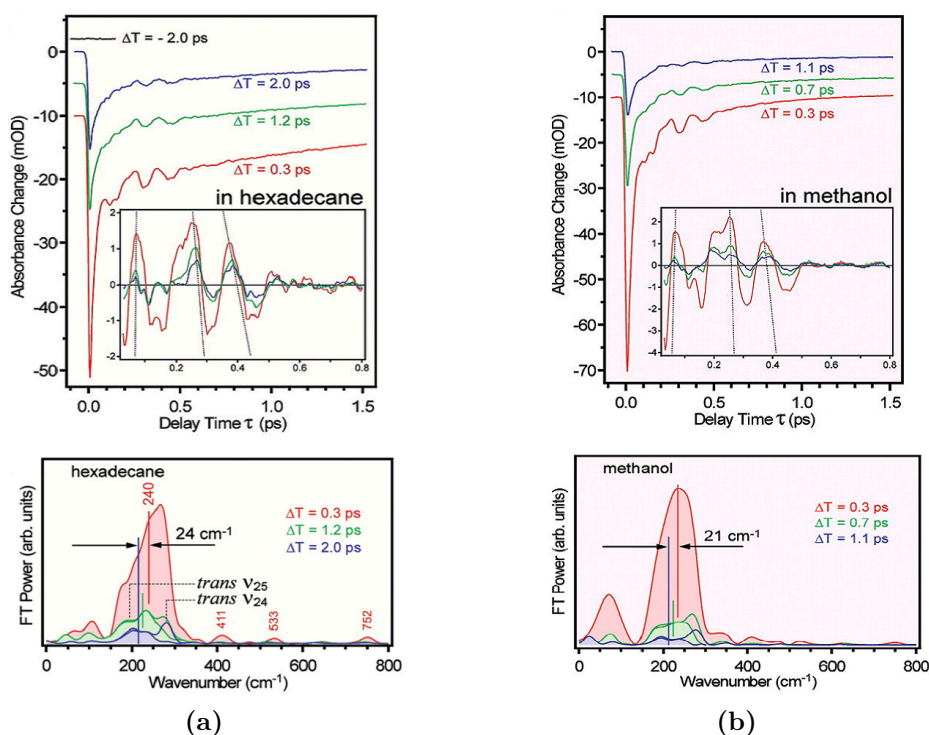 0
ΔT = - 2.0 ps
ΔT = 2.0 ps
ΔT = 1.2 ps
ΔT = 0.3 ps
-10
-20
-30
-40
-50
Absorbance Change (mOD)
in hexadecane
2
1
0
-1
-2
0.2
0.4
0.6
0.8
0.0
0.5
1.0
1.5
Delay Time τ (ps)
0
-10
-20
-30
-40
-50
-60
-70
Absorbance Change (mOD)
ΔT = 1.1 ps
ΔT = 0.7 ps
ΔT = 0.3 ps
in methanol
2
1
0
-1
-2
-3
-4
0.2
0.4
0.6
0.8
0.0
0.5
1.0
1.5
Delay Time τ (ps)
hexadecane
240
ΔT = 0.3 ps
ΔT = 1.2 ps
ΔT = 2.0 ps
24 cm⁻¹
trans ν₂₅
trans ν₂₄
411
533
752
FT Power (arb. units)
0
200
400
600
800
Wavenumber (cm⁻¹)
(a)
methanol
ΔT = 0.3 ps
ΔT = 0.7 ps
ΔT = 1.1 ps
21 cm⁻¹
FT Power (arb. units)
0
200
400
600
800
Wavenumber (cm⁻¹)
(b)